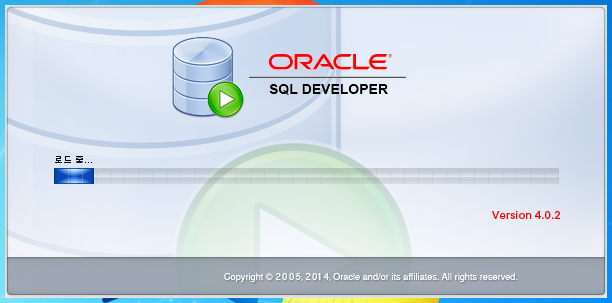 ORACLE®
SQL DEVELOPER
로드 중...
Version 4.0.2
Copyright © 2005, 2014, Oracle and/or its affiliates. All rights reserved.